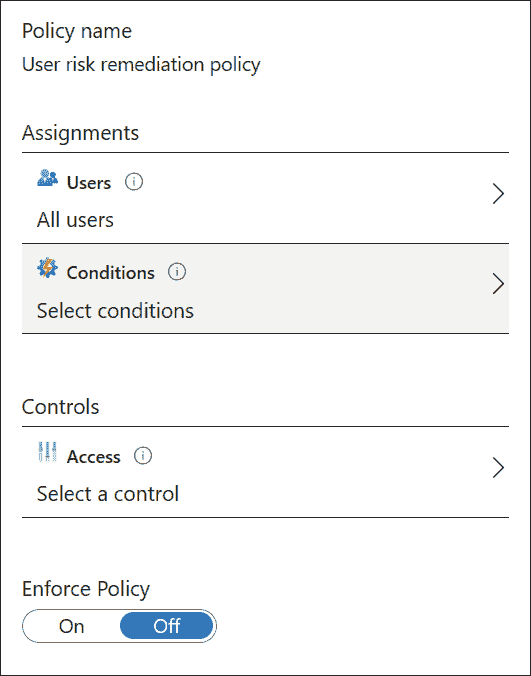 Policy name
User risk remediation policy
Assignments
Users
All users
Conditions
Select conditions
Controls
Access
Select a control
Enforce Policy
On Off